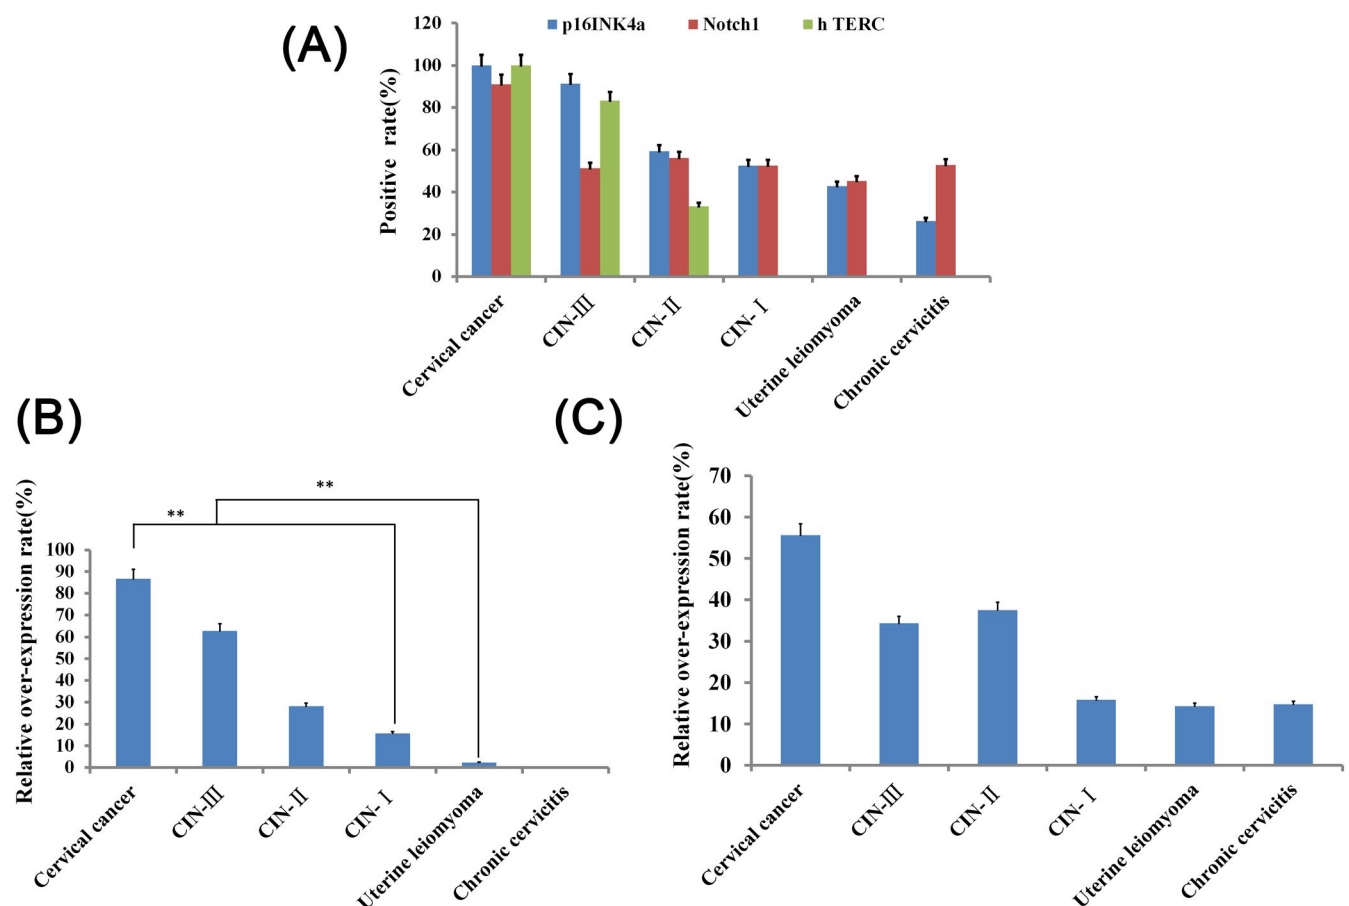 (A)
p16INK4a Notch1 h TERC
Positive rate(%)
120
100
80
60
40
20
0
Cervical cancer
CIN-Ⅲ
CIN-Ⅱ
CIN-Ⅰ
Uterine leiomyoma
Chronic cervicitis
(B)
Relative over-expression rate(%)
100
90
80
70
60
50
40
30
20
10
0
**
**
Cervical cancer
CIN-Ⅲ
CIN-Ⅱ
CIN-Ⅰ
Uterine leiomyoma
Chronic cervicitis
(C)
Relative over-expression rate(%)
70
60
50
40
30
20
10
0
Cervical cancer
CIN-Ⅲ
CIN-Ⅱ
CIN-Ⅰ
Uterine leiomyoma
Chronic cervicitis